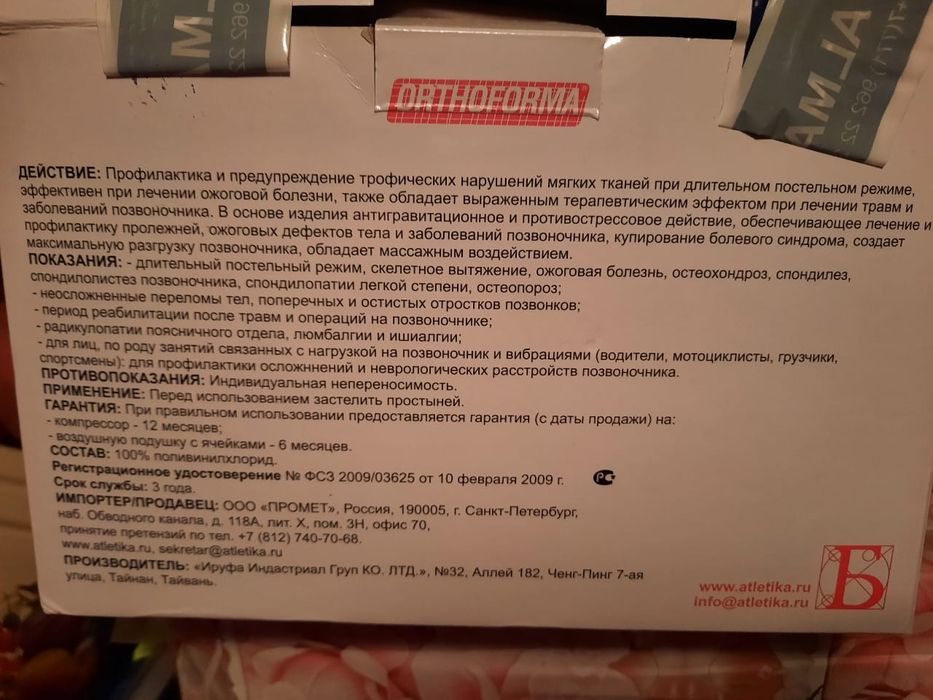 ORTHOFORMA
ДЕЙСТВИЕ: Профилактика и предупреждение трофических нарушений мягких тканей при длительном постельном режиме,
эффективен при лечении ожоговой болезни, также обладает выраженным терапевтическим эффектом при лечении травм и
заболеваний позвоночника. В основе изделия антигравитационное и противострессовое действие, обеспечивающее лечение и
профилактику пролежней, ожоговых дефектов тела и заболеваний позвоночника, купирование болевого синдрома, создает
максимальную разгрузку позвоночника, обладает массажным воздействием.
ПОКАЗАНИЯ: - длительный постельный режим, скелетное вытяжение, ожоговая болезнь, остеохондроз, спондилез,
спондилолистез позвоночника, спондилопатии легкой степени, остеопороз;
- неосложненные переломы тел, поперечных и остистых отростков позвонков;
- период реабилитации после травм и операций на позвоночнике;
- радикулопатии поясничного отдела, люмбалгии и ишиалгии;
- для лиц, по роду занятий связанных с нагрузкой на позвоночник и вибрациями (водители, мотоциклисты, грузчики,
спортсмены): для профилактики осложннений и неврологических расстройств позвоночника.
ПРОТИВОПОКАЗАНИЯ: Индивидуальная непереносимость.
ПРИМЕНЕНИЕ: Перед использованием застелить простыней.
ГАРАНТИЯ: При правильном использовании предоставляется гарантия (с даты продажи) на:
- компрессор - 12 месяцев;
- воздушную подушку с ячейками - 6 месяцев.
СОСТАВ: 100% поливинилхлорид.
Регистрационное удостоверение № ФСЗ 2009/03625 от 10 февраля 2009 г.
Срок службы: 3 года.
ИМПОРТЕР/ПРОДАВЕЦ: ООО «ПРОМЕТ», Россия, 190005, г. Санкт-Петербург,
наб. Обводного канала, д. 118А, лит. Х, пом. 3Н, офис 70,
принятие претензий по тел. +7 (812) 740-70-68.
www.atletika.ru, sekretar@atletika.ru
ПРОИЗВОДИТЕЛЬ: «Ируфа Индастриал Груп КО. ЛТД.», №32, Аллей 182, Ченг-Пинг 7-ая
улица, Тайнан, Тайвань.
www.atletika.ru
info@atletika.ru
Б